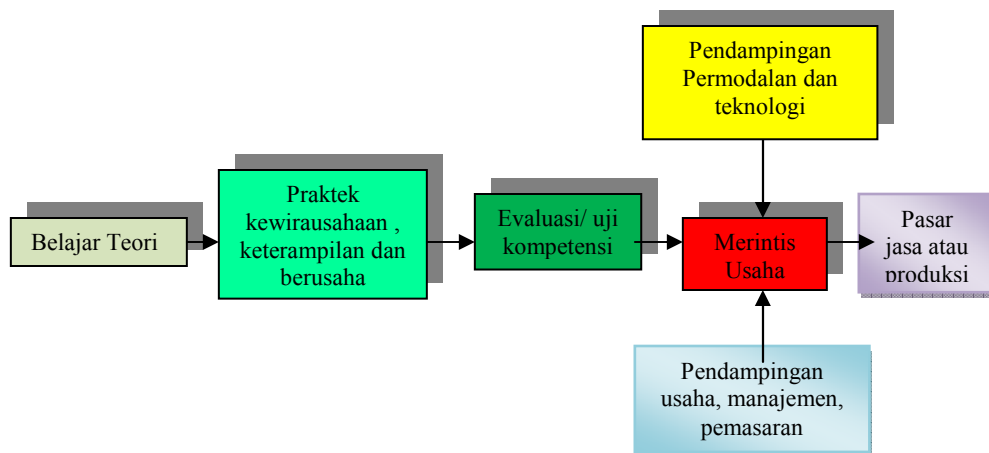 Pendampingan
Permodalan dan
teknologi
Belajar Teori
Praktek
kewirausahaan ,
keterampilan dan
berusaha
Evaluasi/ uji
kompetensi
Merintis
Usaha
Pasar
jasa atau
produksi
Pendampingan
usaha, manajemen,
pemasaran